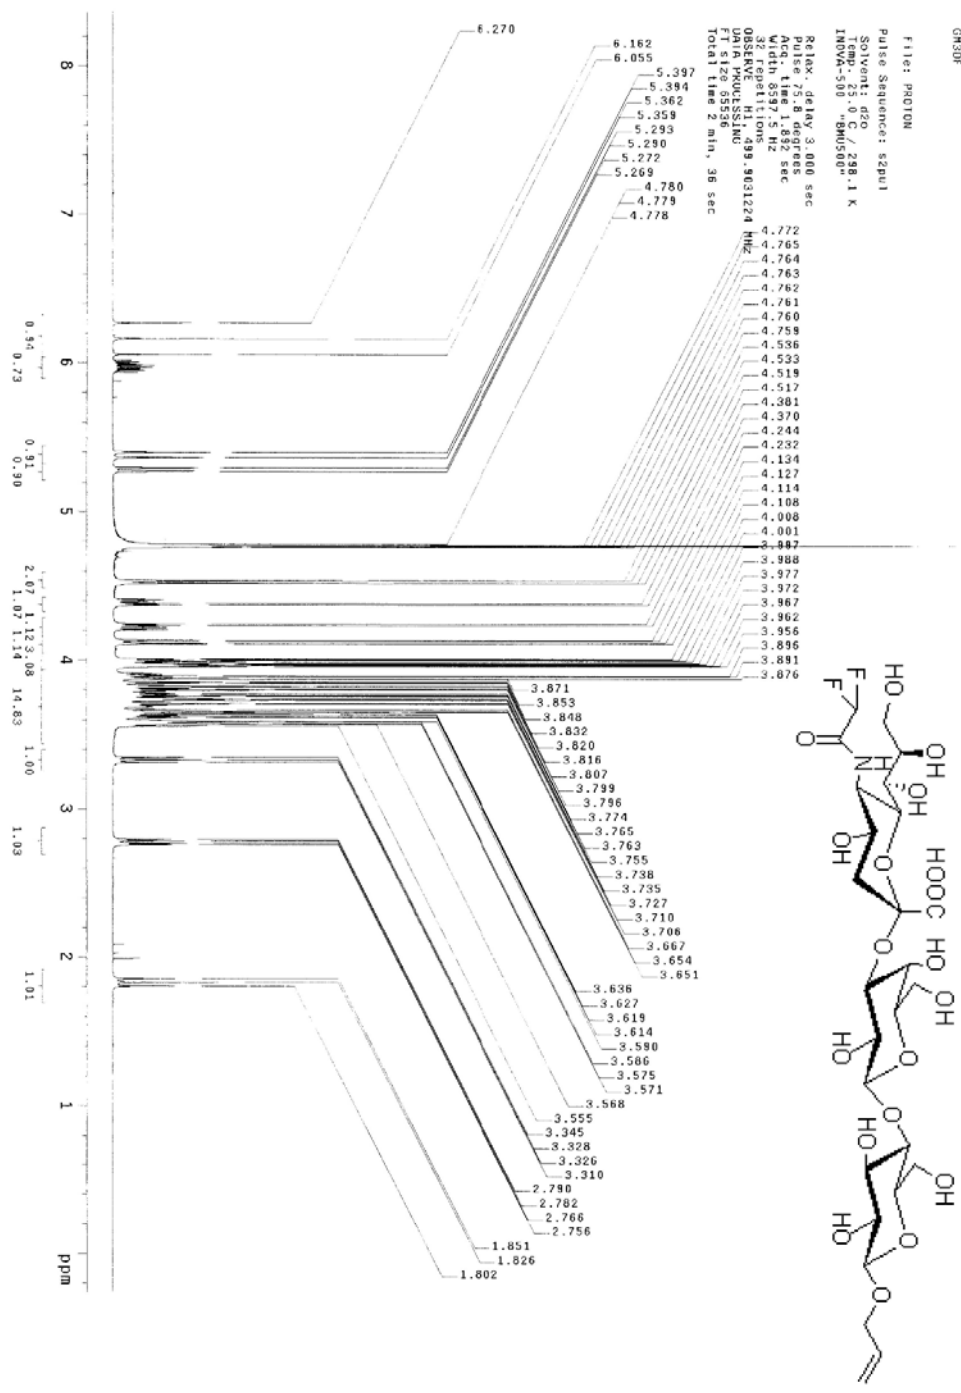 GM3DF
File: PROTON
Pulse Sequence: s2pul
Solvent: d2o
Temp. 25.0 C / 298.1 K
INOVA-500 "BMU500"
Relax. delay 3.000 sec
Pulse 75.8 degrees
Acq. time 1.892 sec
Width 8597.5 Hz
32 repetitions
OBSERVE H1, 499.9031224 MHz
DATA PROCESSING
FT size 65536
Total time 2 min, 36 sec
6.270
6.162
6.055
5.397
5.394
5.362
5.359
5.293
5.290
5.272
5.269
4.780
4.779
4.778
4.772
4.765
4.764
4.763
4.762
4.761
4.760
4.759
4.536
4.533
4.519
4.517
4.381
4.370
4.244
4.232
4.134
4.127
4.114
4.108
4.008
4.001
3.988
3.977
3.972
3.967
3.962
3.956
3.896
3.891
3.876
3.871
3.853
3.848
3.832
3.820
3.816
3.807
3.799
3.796
3.774
3.765
3.763
3.755
3.738
3.735
3.727
3.710
3.706
3.667
3.654
3.651
3.636
3.627
3.619
3.614
3.590
3.586
3.575
3.571
3.568
3.555
3.345
3.328
3.326
3.310
2.790
2.782
2.766
2.756
1.851
1.826
1.802
8 7 6 5 4 3 2 1 ppm
0.94
0.73
0.91
0.90
2.07
1.07
1.14
1.12
3.08
14.83
1.00
1.03
1.01
HO
OH
OH
F
F
O
H
N
OH
O
HOOC
O
HO
OH
HO
O
O
HO
OH
HO
O
O